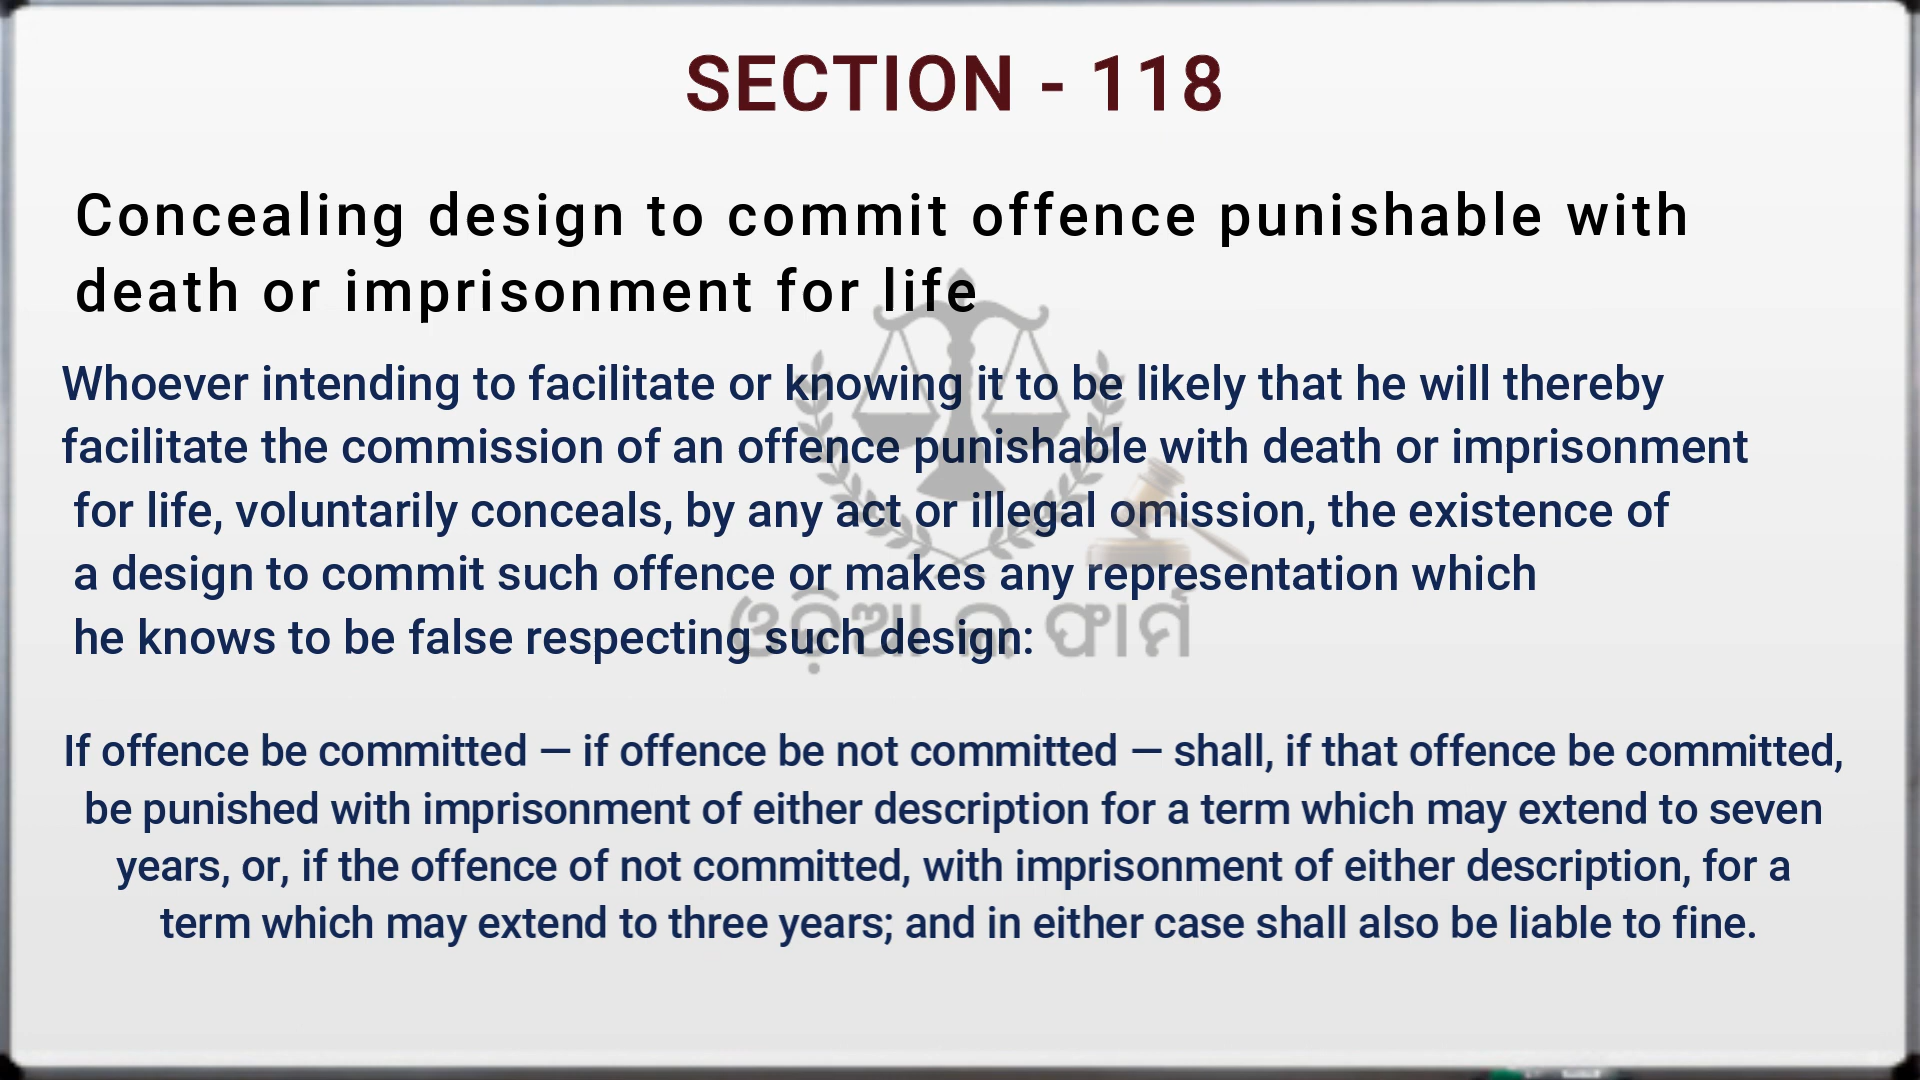 SECTION - 118
Concealing design to commit offence punishable with
death or imprisonment for life
Whoever intending to facilitate or knowing it to be likely that he will thereby
facilitate the commission of an offence punishable with death or imprisonment
for life, voluntarily conceals, by any act or illegal omission, the existence of
a design to commit such offence or makes any representation which
he knows to be false respecting such design:
ଓଡ଼ିଆ ଲ ଫାର୍ମ
If offence be committed — if offence be not committed — shall, if that offence be committed,
be punished with imprisonment of either description for a term which may extend to seven
years, or, if the offence of not committed, with imprisonment of either description, for a
term which may extend to three years; and in either case shall also be liable to fine.